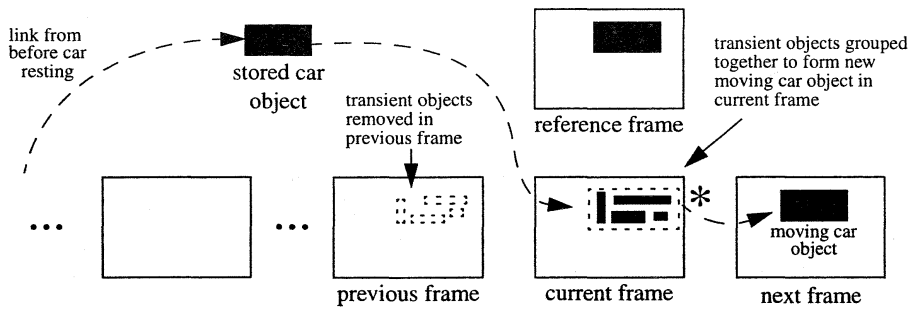 link from
before car
resting
stored car
object
transient objects
removed in
previous frame
reference frame
transient objects grouped
together to form new
moving car object in
current frame
...
...
*
moving car
object
previous frame
current frame
next frame